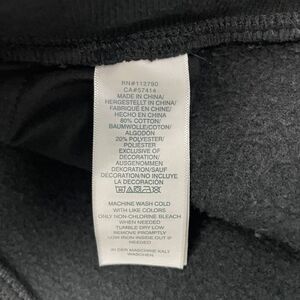 RN#112790
CA#57414
MADE IN CHINA/
HERGESTELLT IN CHINA/
FABRIQUÉ EN CHINE/
HECHO EN CHINA
80% COTTON/
BAUMWOLLE/COTON/
ALGODÓN
20% POLYESTER/
POLIÉSTER
EXCLUSIVE OF
DECORATION/
AUSGENOMMEN
DEKORATION/SAUF
DÉCORATION/NO INCLUYE
LA DECORACIÓN
MACHINE WASH COLD
WITH LIKE COLORS
ONLY NON-CHLORINE BLEACH
WHEN NEEDED
TUMBLE DRY LOW
REMOVE PROMPTLY
LOW IRON INSIDE OUT IF
NEEDED
IN DER MASCHINE KALT
WASCHEN.